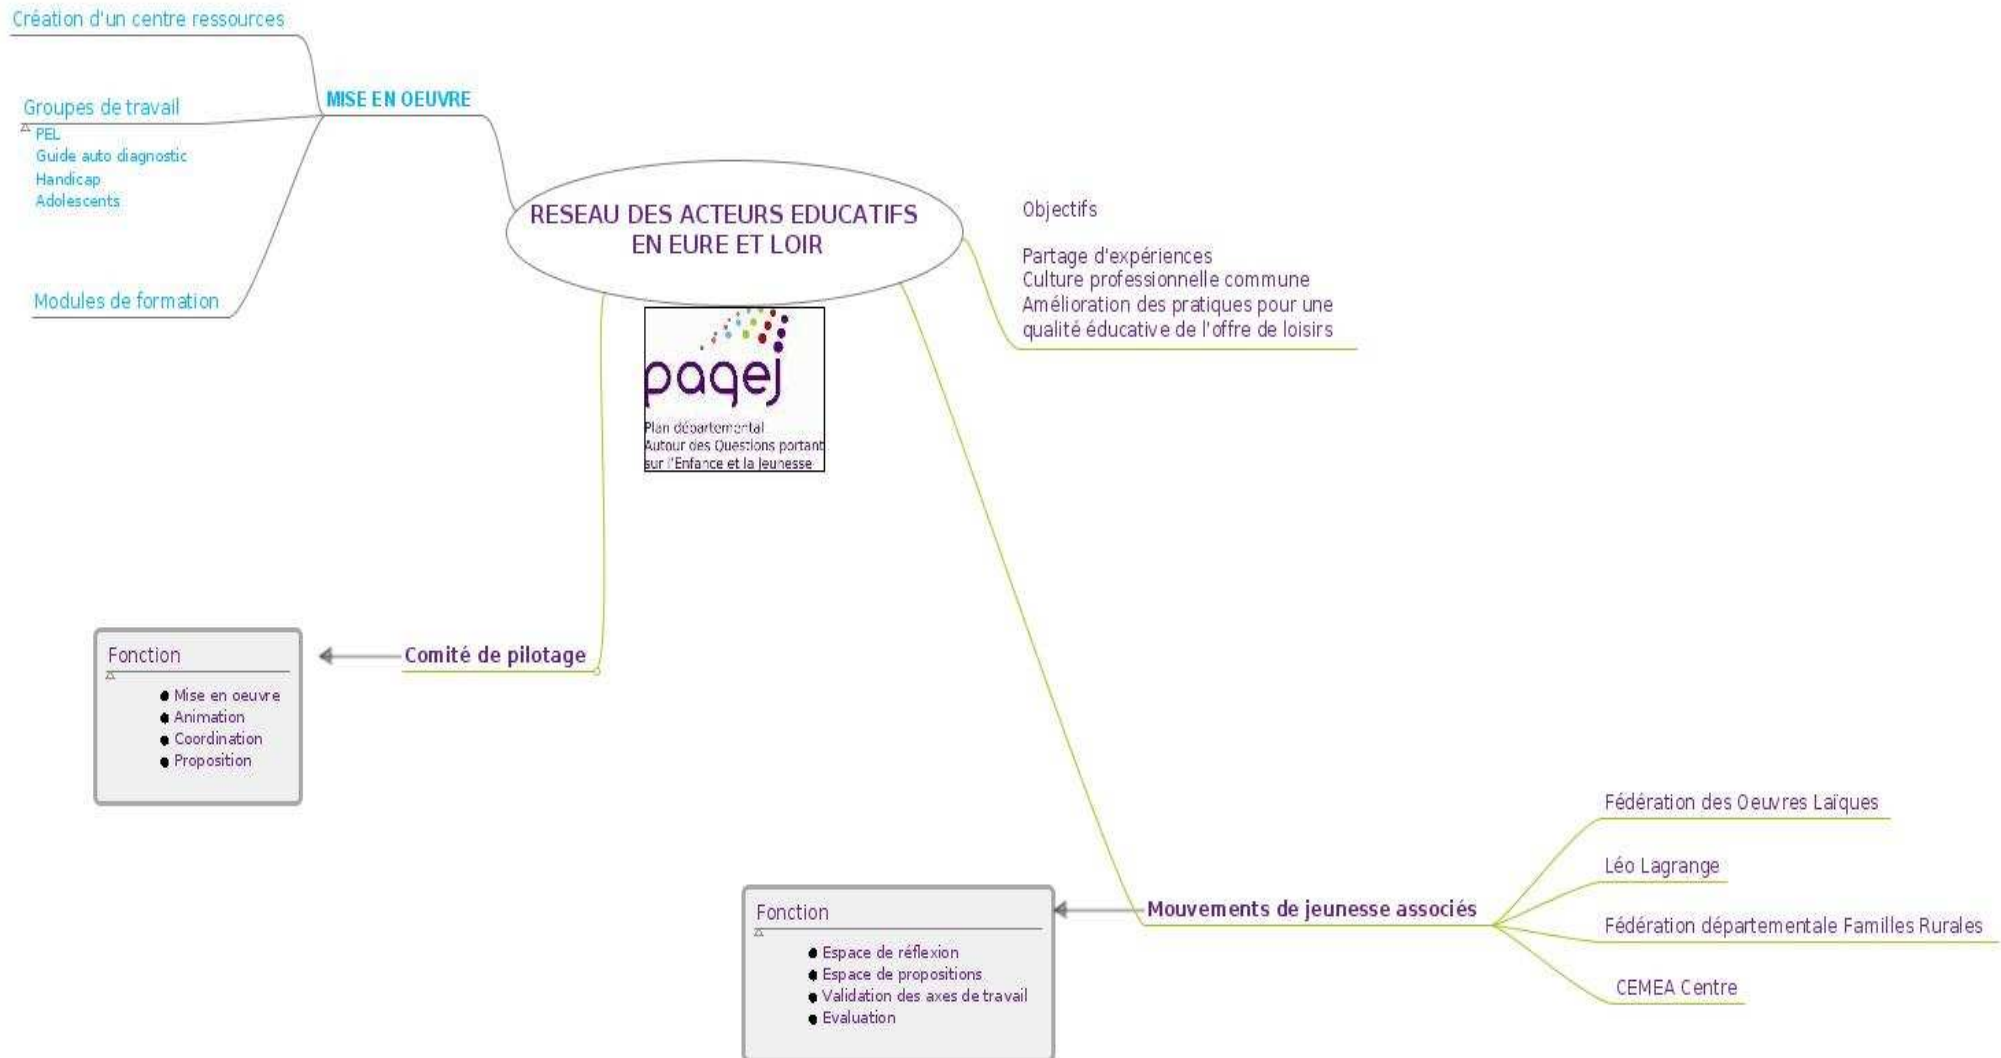 Création d'un centre ressources
Groupes de travail
PEL
Guide auto diagnostic
Handicap
Adolescents
Modules de formation
MISE EN OEUVRE
RESEAU DES ACTEURS EDUCATIFS
EN EURE ET LOIR
paqej
Plan départemental
Autour des Questions portant
sur l'Enfance et la Jeunesse
Objectifs
Partage d'expériences
Culture professionnelle commune
Amélioration des pratiques pour une
qualité éducative de l'offre de loisirs
Comité de pilotage
Fonction
Mise en oeuvre
Animation
Coordination
Proposition
Mouvements de jeunesse associés
Fonction
Espace de réflexion
Espace de propositions
Validation des axes de travail
Evaluation
Fédération des Oeuvres Laïques
Léo Lagrange
Fédération départementale Familles Rurales
CEMEA Centre